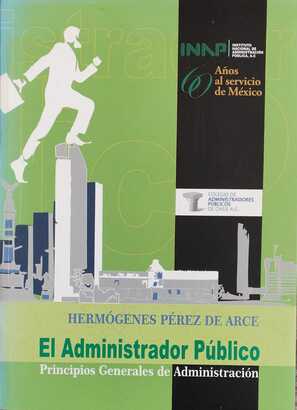 INAP
INSTITUTO
NACIONAL DE
ADMINISTRACIÓN
PÚBLICA, A.C.
60 Años
al servicio
de México
COLEGIO DE
ADMINISTRADORES
PÚBLICOS
DE CHILE A.G.
HERMÓGENES PÉREZ DE ARCE
El Administrador Público
Principios Generales de Administración